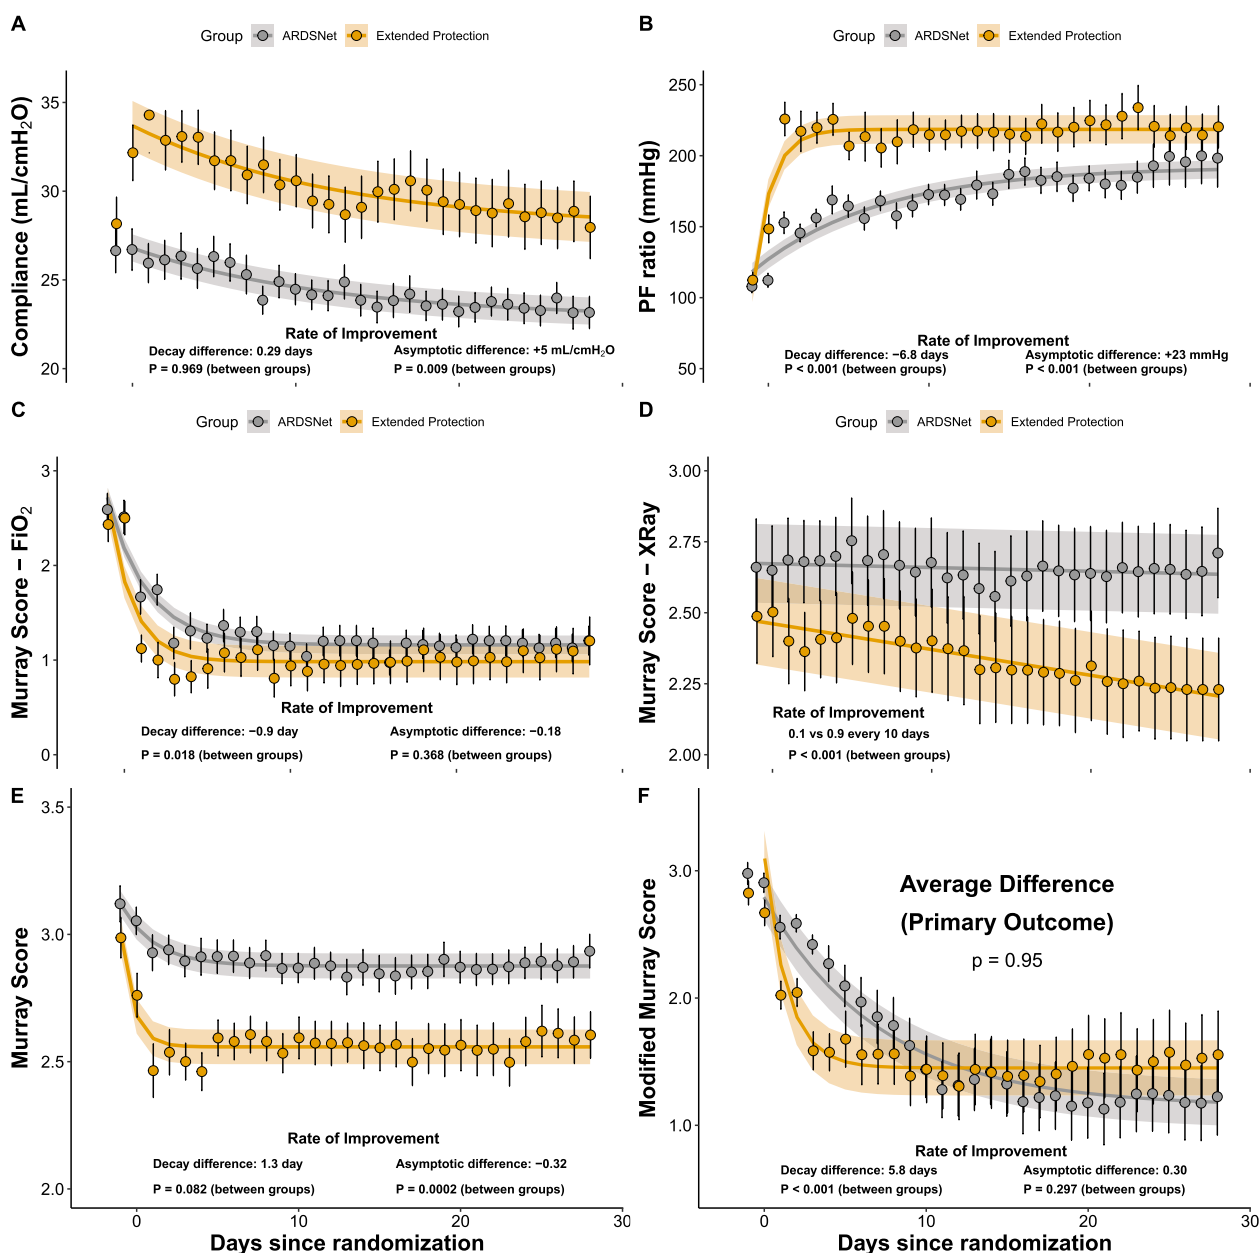 A
Group ARDSNet Extended Protection
Compliance (mL/cmH2O)
35
30
25
20
Rate of Improvement
Decay difference: 0.29 days
P = 0.969 (between groups)
Asymptotic difference: +5 mL/cmH2O
P = 0.009 (between groups)
B
Group ARDSNet Extended Protection
PF ratio (mmHg)
250
200
150
100
50
Rate of Improvement
Decay difference: −6.8 days
P < 0.001 (between groups)
Asymptotic difference: +23 mmHg
P < 0.001 (between groups)
C
Group ARDSNet Extended Protection
Murray Score − FiO2
3
2
1
0
Rate of Improvement
Decay difference: −0.9 day
P = 0.018 (between groups)
Asymptotic difference: −0.18
P = 0.368 (between groups)
D
Group ARDSNet Extended Protection
Murray Score − XRay
3.00
2.75
2.50
2.25
2.00
Rate of Improvement
0.1 vs 0.9 every 10 days
P < 0.001 (between groups)
E
Murray Score
3.5
3.0
2.5
2.0
Rate of Improvement
Decay difference: 1.3 day
P = 0.082 (between groups)
Asymptotic difference: −0.32
P = 0.0002 (between groups)
0 10 20 30
Days since randomization
F
Modified Murray Score
3.0
2.0
1.0
Average Difference
(Primary Outcome)
p = 0.95
Rate of Improvement
Decay difference: 5.8 days
P < 0.001 (between groups)
Asymptotic difference: 0.30
P = 0.297 (between groups)
0 10 20 30
Days since randomization